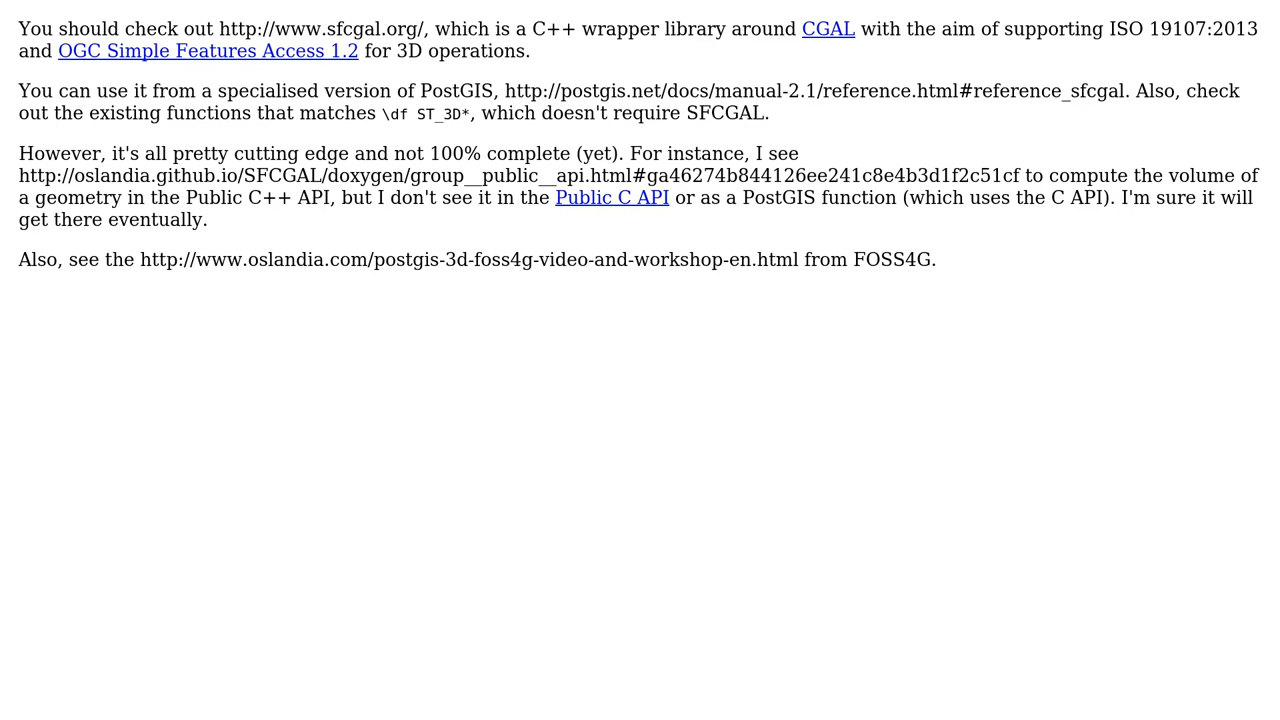 You should check out http://www.sfcgal.org/, which is a C++ wrapper library around CGAL with the aim of supporting ISO 19107:2013
and OGC Simple Features Access 1.2 for 3D operations.
You can use it from a specialised version of PostGIS, http://postgis.net/docs/manual-2.1/reference.html#reference_sfcgal. Also, check
out the existing functions that matches \df ST_3D*, which doesn't require SFCGAL.
However, it's all pretty cutting edge and not 100% complete (yet). For instance, I see
http://oslandia.github.io/SFCGAL/doxygen/group__public__api.html#ga46274b844126ee241c8e4b3d1f2c51cf to compute the volume of
a geometry in the Public C++ API, but I don't see it in the Public C API or as a PostGIS function (which uses the C API). I'm sure it will
get there eventually.
Also, see the http://www.oslandia.com/postgis-3d-foss4g-video-and-workshop-en.html from FOSS4G.